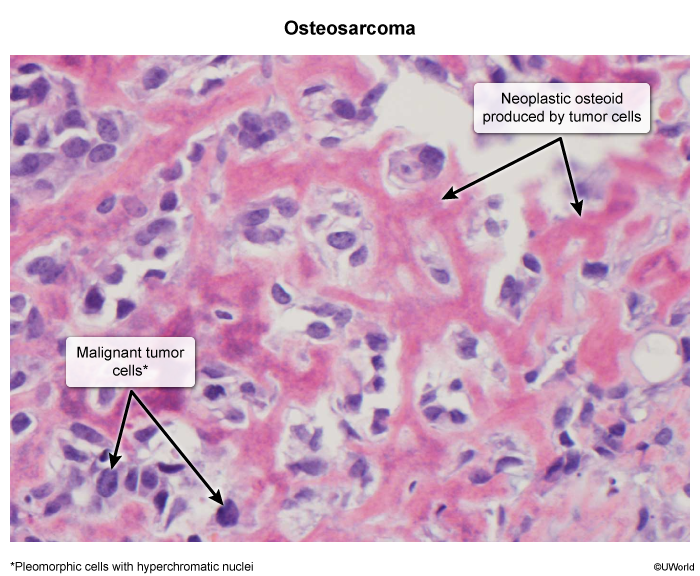 Osteosarcoma
Neoplastic osteoid
produced by tumor cells
Malignant tumor
cells*
*Pleomorphic cells with hyperchromatic nuclei
©UWorld